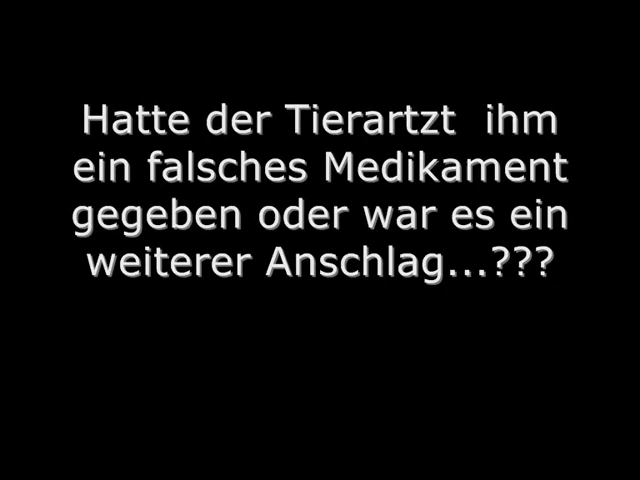 Hatte der Tierartzt  ihm
ein falsches Medikament
gegeben oder war es ein
weiterer Anschlag...???